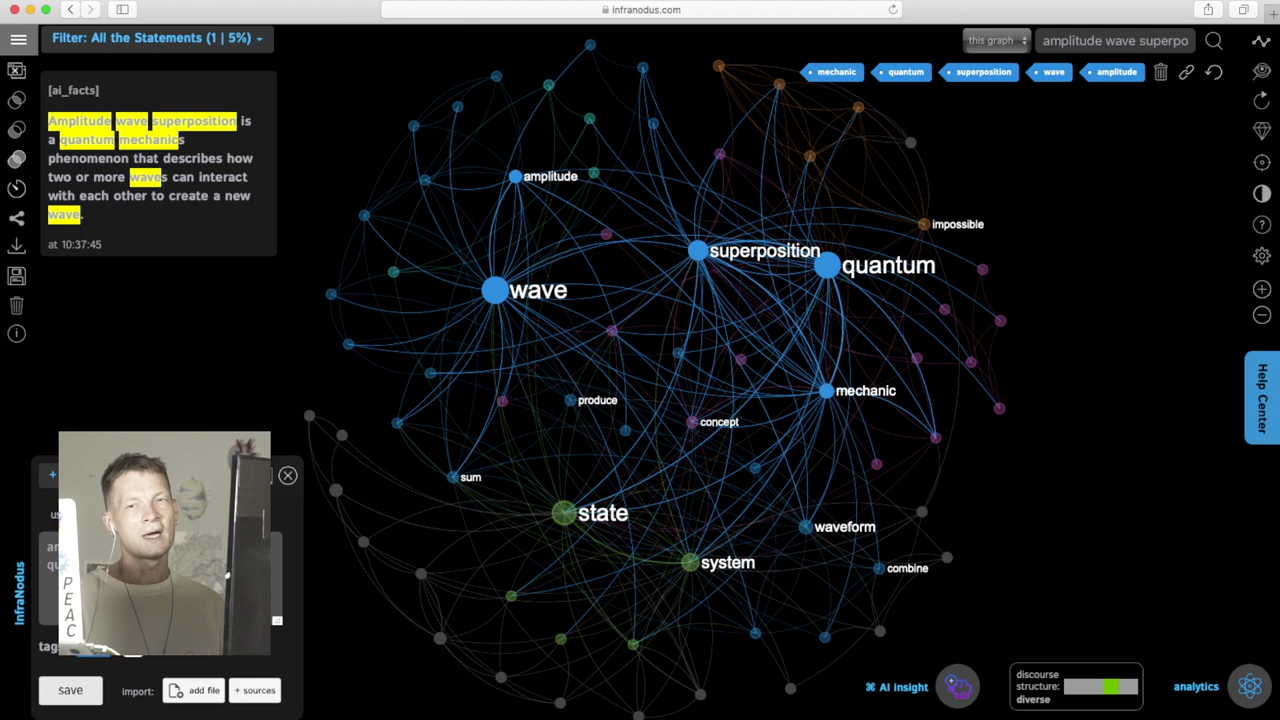 infranodus.com
Filter: All the Statements (1 | 5%)
this graph
amplitude wave superpo
mechanic
quantum
superposition
wave
amplitude
[ai_facts]
Amplitude wave superposition is
a quantum mechanics
phenomenon that describes how
two or more waves can interact
with each other to create a new
wave.
at 10:37:45
amplitude
impossible
superposition
quantum
wave
mechanic
produce
concept
sum
state
waveform
system
combine
Help Center
InfraNodus
PEAC
save
import:
add file
+ sources
⌘ AI insight
discourse
structure:
diverse
analytics